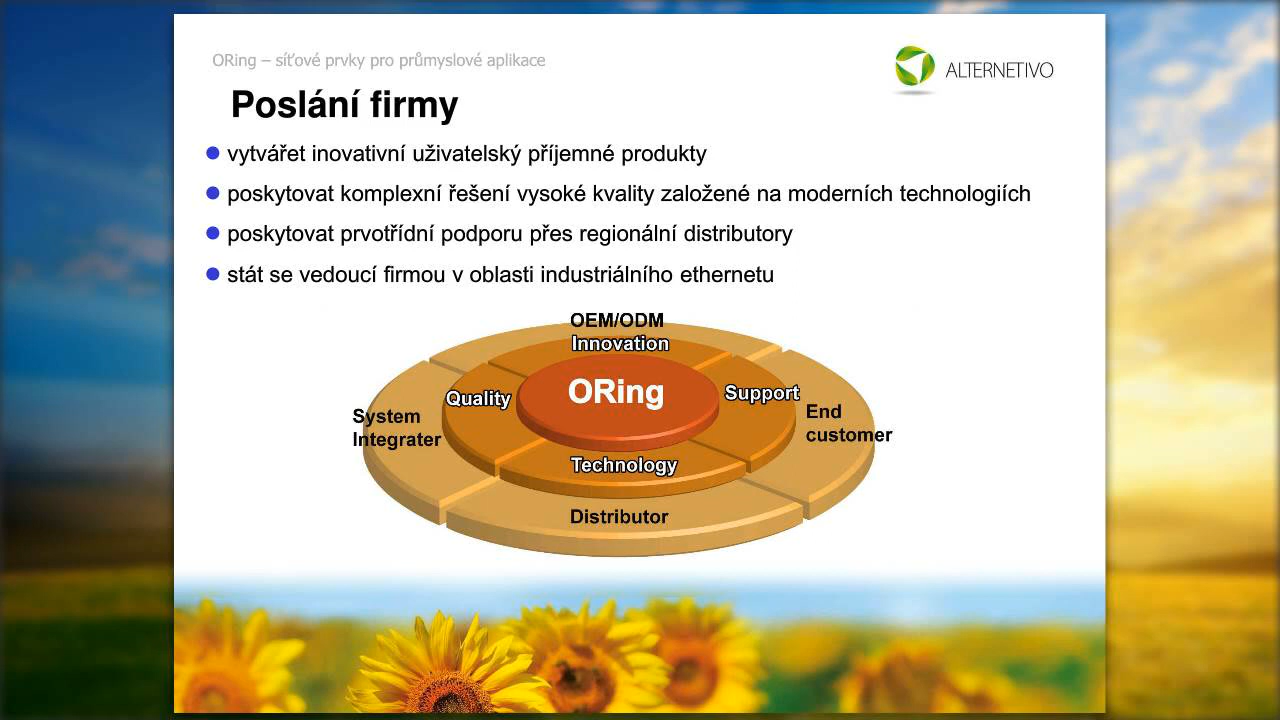 ORing – síťové prvky pro průmyslové aplikace
ALTERNETIVO
Poslání firmy
vytvářet inovativní uživatelský příjemné produkty
poskytovat komplexní řešení vysoké kvality založené na moderních technologiích
poskytovat prvotřídní podporu přes regionální distributory
stát se vedoucí firmou v oblasti industriálního ethernetu
OEM/ODM
Innovation
ORing
Quality
Support
System
Integrater
End
customer
Technology
Distributor